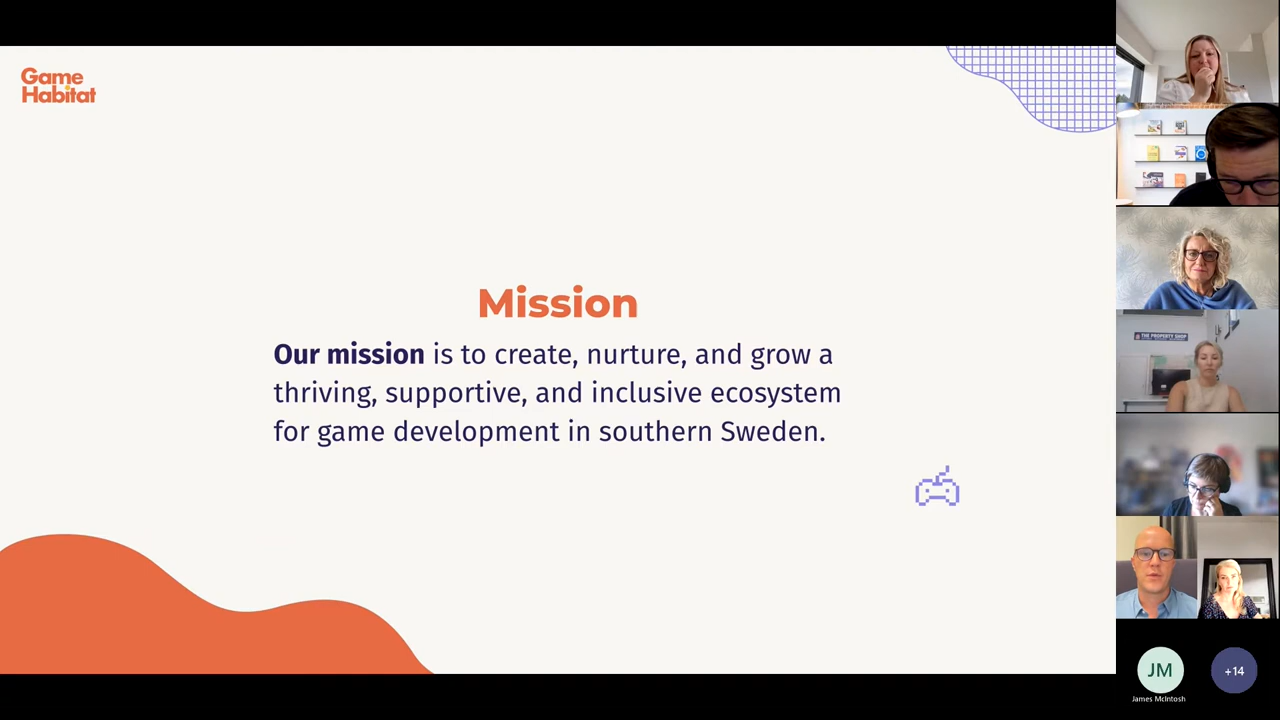 Game
Habitat
Mission
Our mission is to create, nurture, and grow a
thriving, supportive, and inclusive ecosystem
for game development in southern Sweden.
THE PROPERTY SHOP
JM
+14
James McIntosh